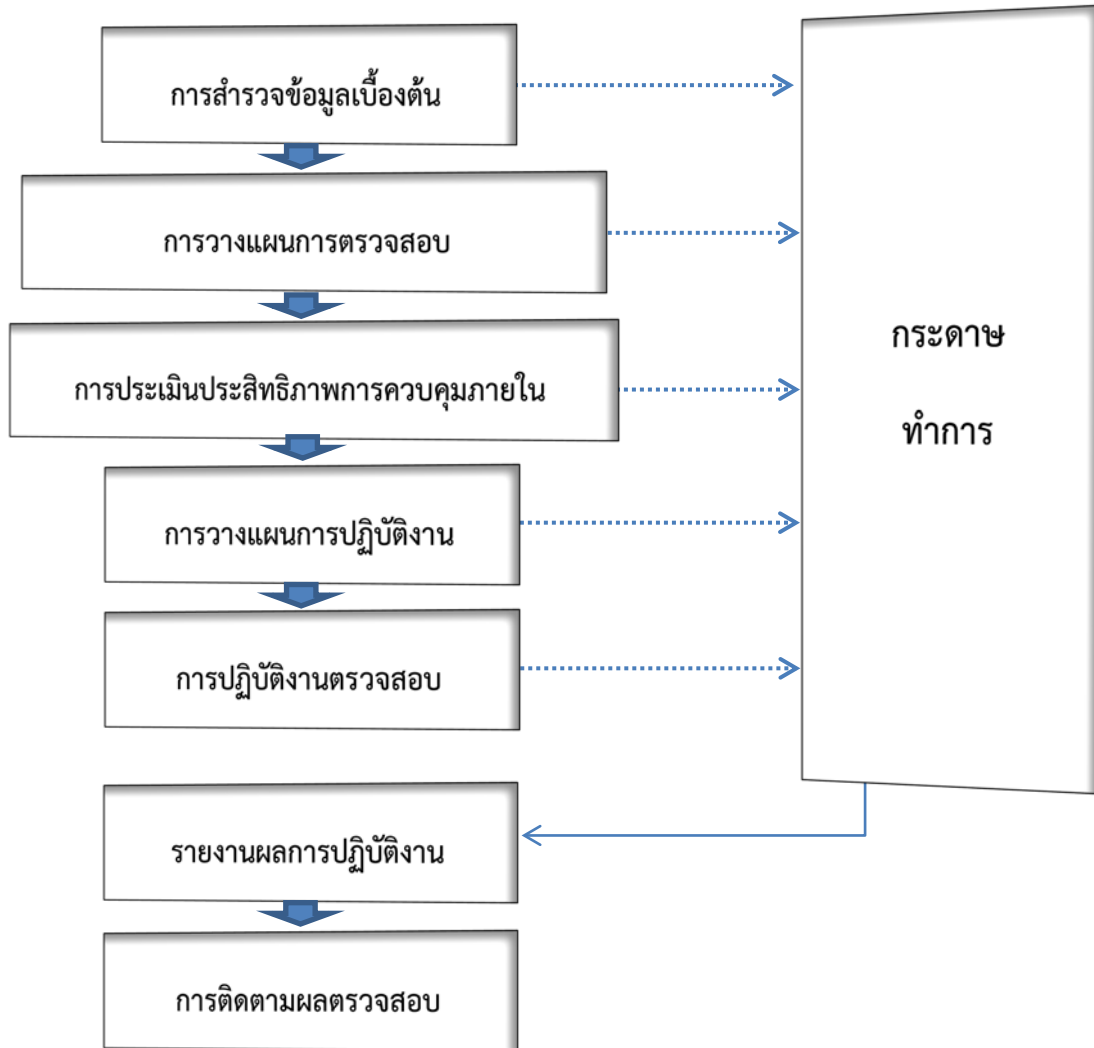 การสำรวจข้อมูลเบื้องต้น
การวางแผนการตรวจสอบ
การประเมินประสิทธิภาพการควบคุมภายใน
การวางแผนการปฏิบัติงาน
การปฏิบัติงานตรวจสอบ
กระดาษ
ทำการ
รายงานผลการปฏิบัติงาน
การติดตามผลตรวจสอบ